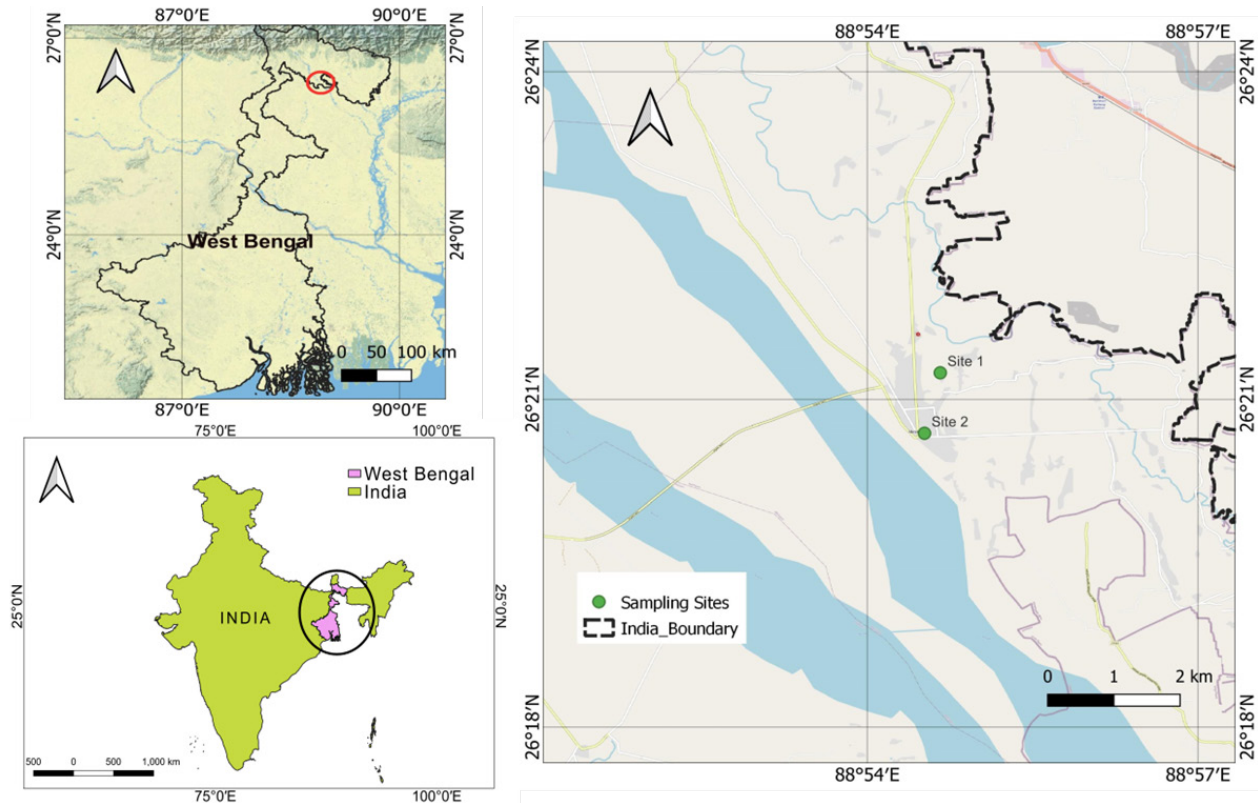 87°0′E 90°0′E
27°0′N 27°0′N
West Bengal
24°0′N 24°0′N
0 50 100 km
87°0′E 90°0′E
75°0′E 100°0′E
West Bengal
India
25°0′N 25°0′N
INDIA
500 0 500 1,000 km
75°0′E 100°0′E
88°54′E 88°57′E
26°24′N 26°24′N
Site 1
26°21′N 26°21′N
Site 2
Sampling Sites
India_Boundary
0 1 2 km
26°18′N 26°18′N
88°54′E 88°57′E